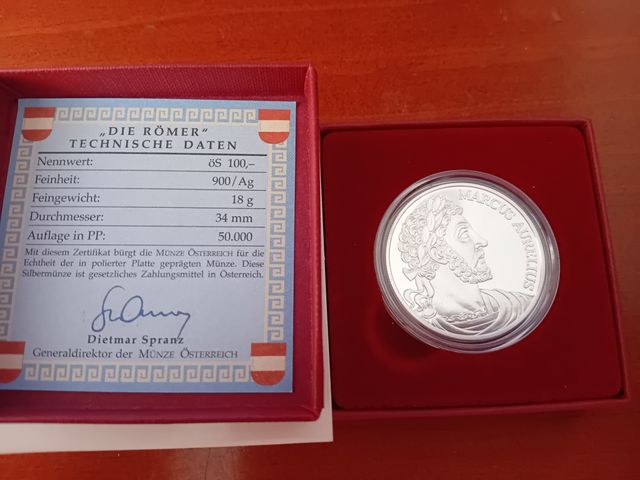 „DIE RÖMER“
TECHNISCHE DATEN
Nennwert: öS 100,–
Feinheit: 900/Ag
Feingewicht: 18 g
Durchmesser: 34 mm
Auflage in PP: 50.000
Mit diesem Zertifikat bürgt die MÜNZE ÖSTERREICH für die
Echtheit der in polierter Platte geprägten Münze. Diese
Silbermünze ist gesetzliches Zahlungsmittel in Österreich.
Dietmar Spranz
Generaldirektor der MÜNZE ÖSTERREICH
MARCUS AURELIUS